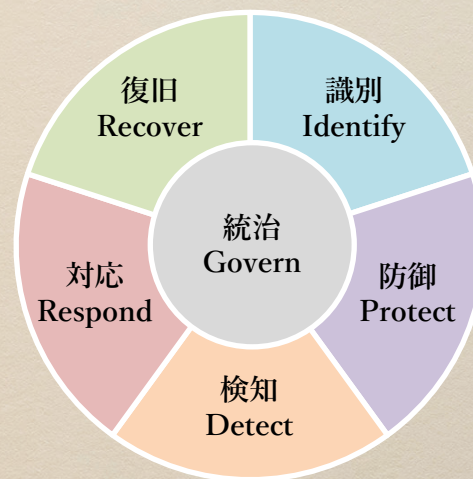 復旧
Recover
識別
Identify
統治
Govern
対応
Respond
防御
Protect
検知
Detect